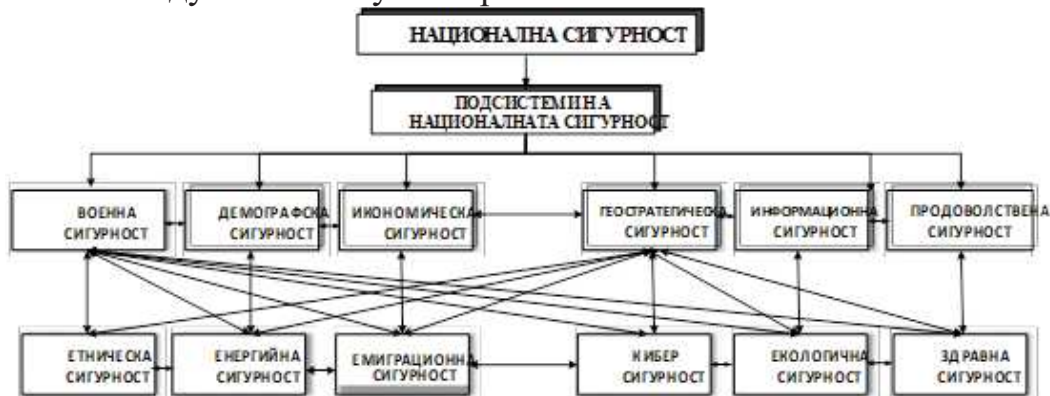 НАЦИОНАЛНА СИГУРНОСТ
ПОДСИСТЕМИ НА
НАЦИОНАЛНАТА СИГУРНОСТ
ВОЕННА
СИГУРНОСТ
ДЕМОГРАФСКА
СИГУРНОСТ
ИКОНОМИЧЕСКА
СИГУРНОСТ
ГЕОСТРАТЕГИЧЕСКА
СИГУРНОСТ
ИНФОРМАЦИОННА
СИГУРНОСТ
ПРОДОВОЛСТВЕНА
СИГУРНОСТ
ЕТНИЧЕСКА
СИГУРНОСТ
ЕНЕРГИЙНА
СИГУРНОСТ
ЕМИГРАЦИОННА
СИГУРНОСТ
КИБЕР
СИГУРНОСТ
ЕКОЛОГИЧНА
СИГУРНОСТ
ЗДРАВНА
СИГУРНОСТ